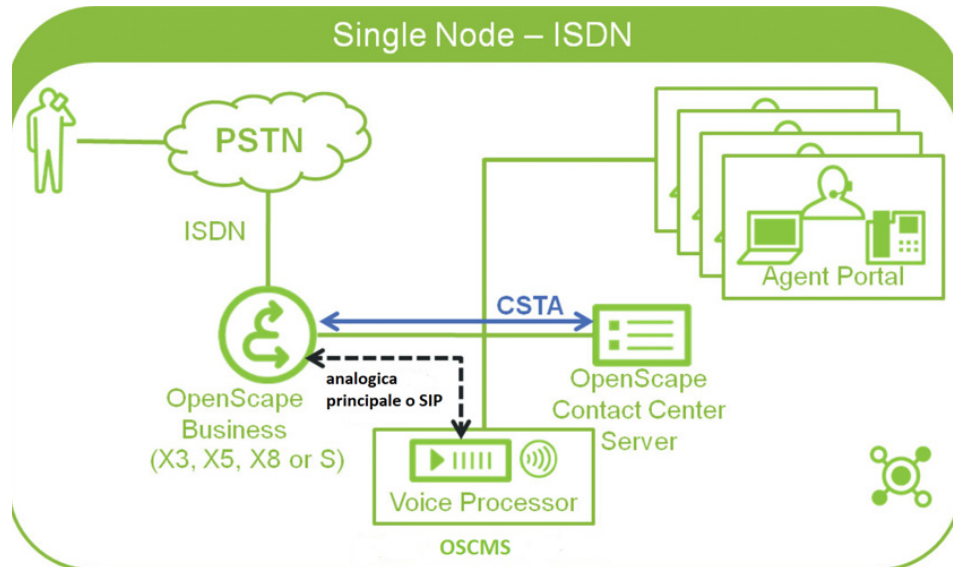 Single Node – ISDN
PSTN
ISDN
Agent Portal
CSTA
analogica
principale o SIP
OpenScape
Business
(X3, X5, X8 or S)
OpenScape
Contact Center
Server
Voice Processor
OSCMS